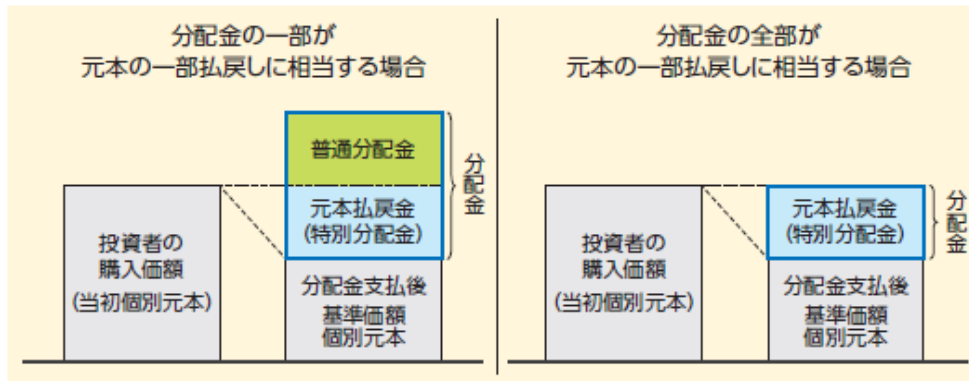 分配金の一部が
元本の一部払戻しに相当する場合
普通分配金
元本払戻金
(特別分配金)
分配金
投資者の
購入価額
(当初個別元本)
分配金支払後
基準価額
個別元本
分配金の全部が
元本の一部払戻しに相当する場合
元本払戻金
(特別分配金)
分配金
投資者の
購入価額
(当初個別元本)
分配金支払後
基準価額
個別元本